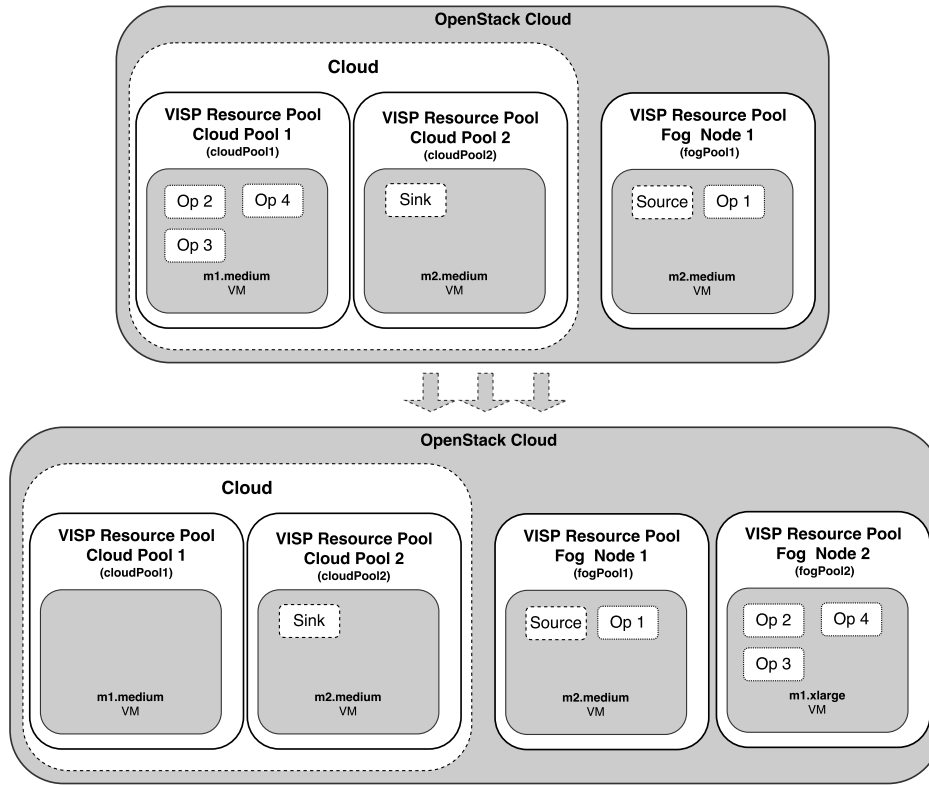 OpenStack Cloud
Cloud
VISP Resource Pool
Cloud Pool 1
(cloudPool1)
Op 2
Op 4
Op 3
m1.medium
VM
VISP Resource Pool
Cloud Pool 2
(cloudPool2)
Sink
m2.medium
VM
VISP Resource Pool
Fog Node 1
(fogPool1)
Source
Op 1
m2.medium
VM
OpenStack Cloud
Cloud
VISP Resource Pool
Cloud Pool 1
(cloudPool1)
m1.medium
VM
VISP Resource Pool
Cloud Pool 2
(cloudPool2)
Sink
m2.medium
VM
VISP Resource Pool
Fog Node 1
(fogPool1)
Source
Op 1
m2.medium
VM
VISP Resource Pool
Fog Node 2
(fogPool2)
Op 2
Op 4
Op 3
m1.xlarge
VM